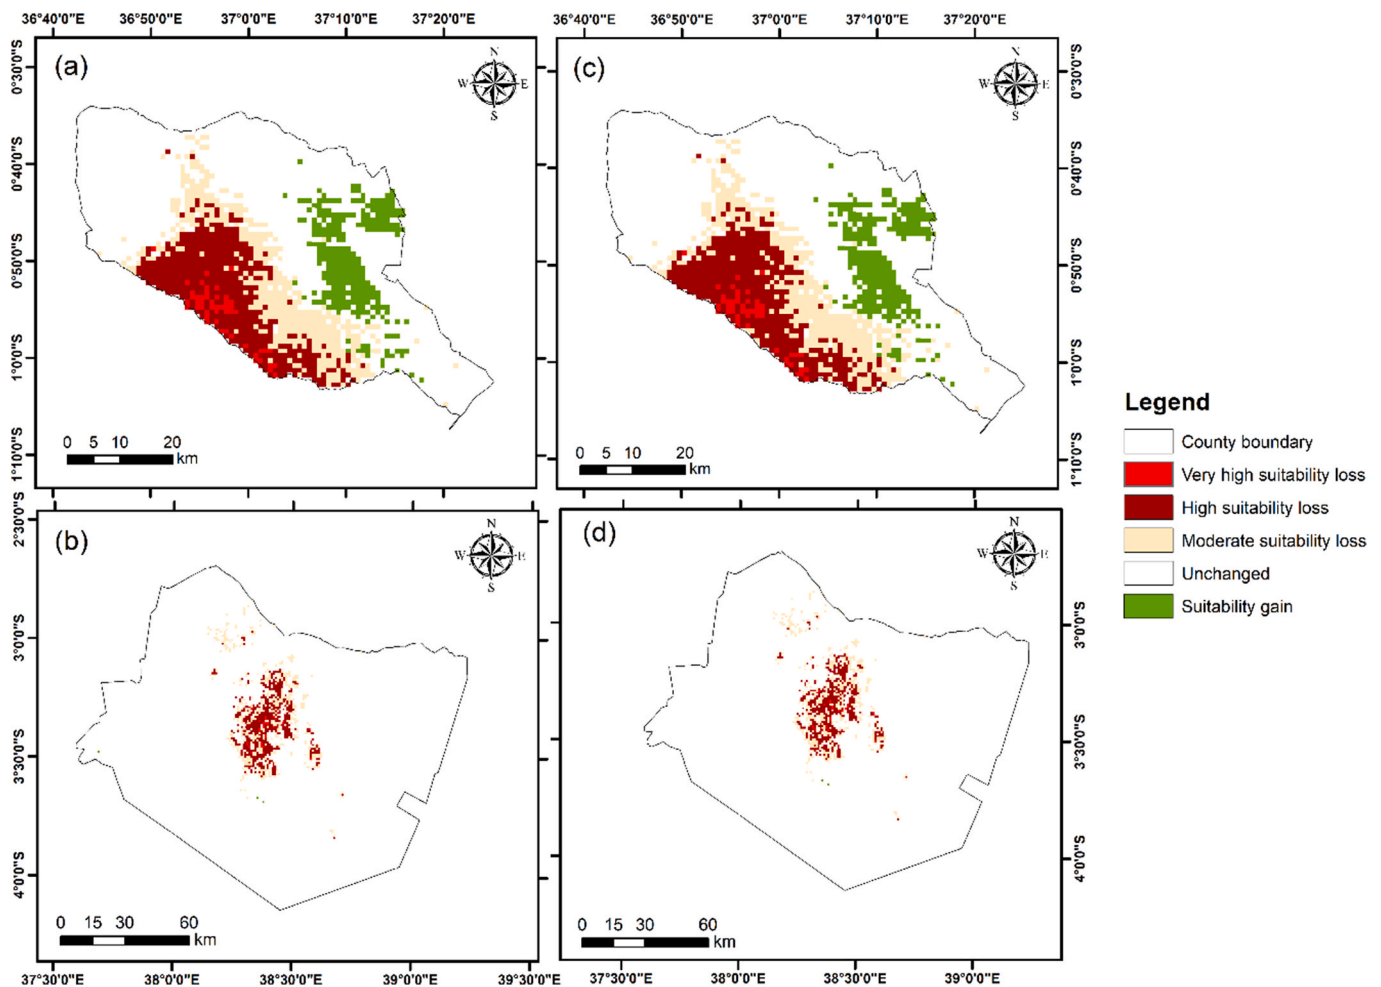 36°40'0"E 36°50'0"E 37°0'0"E 37°10'0"E 37°20'0"E
36°40'0"E 36°50'0"E 37°0'0"E 37°10'0"E 37°20'0"E
(a)
N
W E
S
0°30'0"S
0°40'0"S
0°50'0"S
1°0'0"S
1°10'0"S
0 5 10 20
km
(c)
N
W E
S
0°30'0"S
0°40'0"S
0°50'0"S
1°0'0"S
1°10'0"S
0 5 10 20
km
Legend
County boundary
Very high suitability loss
High suitability loss
Moderate suitability loss
Unchanged
Suitability gain
(b)
N
W E
S
2°30'0"S
3°0'0"S
3°30'0"S
4°0'0"S
0 15 30 60
km
37°30'0"E 38°0'0"E 38°30'0"E 39°0'0"E 39°30'0"E
(d)
N
W E
S
3°0'0"S
3°30'0"S
4°0'0"S
0 15 30 60
km
37°30'0"E 38°0'0"E 38°30'0"E 39°0'0"E